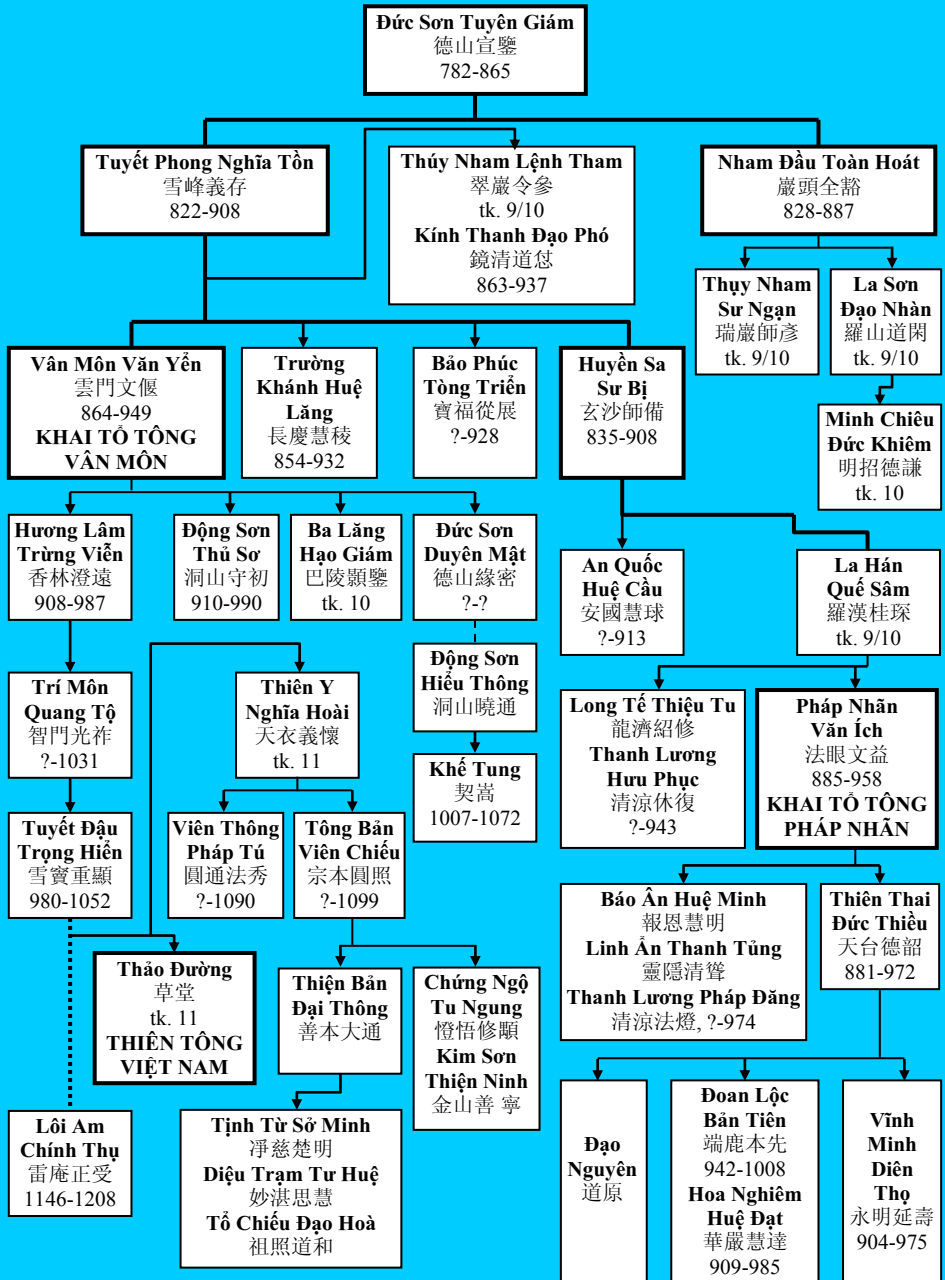 Đức Sơn Tuyên Giám
德山宣鑒
782-865
Tuyết Phong Nghĩa Tồn
雪峰義存
822-908
Thúy Nham Lệnh Tham
翠巖令參
tk. 9/10
Kính Thanh Đạo Phó
鏡清道怤
863-937
Nham Đầu Toàn Hoát
巖頭全豁
828-887
Thụy Nham
Sư Ngạn
瑞巖師彥
tk. 9/10
La Sơn
Đạo Nhàn
羅山道閑
tk. 9/10
Vân Môn Văn Yển
雲門文偃
864-949
KHAI TỔ TÔNG
VÂN MÔN
Trường
Khánh Huệ
Lăng
長慶慧稜
854-932
Bảo Phúc
Tòng Triển
寶福從展
?-928
Huyền Sa
Sư Bị
玄沙師備
835-908
Minh Chiêu
Đức Khiêm
明招德謙
tk. 10
Hương Lâm
Trừng Viễn
香林澄遠
908-987
Động Sơn
Thủ Sơ
洞山守初
910-990
Ba Lăng
Hạo Giám
巴陵顥鑒
tk. 10
Đức Sơn
Duyên Mật
德山緣密
?-?
An Quốc
Huệ Cầu
安國慧球
?-913
La Hán
Quế Sâm
羅漢桂琛
tk. 9/10
Trí Môn
Quang Tộ
智門光祚
?-1031
Thiên Y
Nghĩa Hoài
天衣義懷
tk. 11
Động Sơn
Hiểu Thông
洞山曉通
Long Tế Thiệu Tu
龍濟紹修
Thanh Lương
Hưu Phục
清涼休復
?-943
Pháp Nhãn
Văn Ích
法眼文益
885-958
KHAI TỔ TÔNG
PHÁP NHÃN
Tuyết Đậu
Trọng Hiển
雪竇重顯
980-1052
Viên Thông
Pháp Tú
圓通法秀
?-1090
Tông Bản
Viên Chiếu
宗本圓照
?-1099
Khế Tung
契嵩
1007-1072
Thảo Đường
草堂
tk. 11
THIỀN TÔNG
VIỆT NAM
Thiện Bản
Đại Thông
善本大通
Chứng Ngộ
Tu Ngung
憕悟修顒
Kim Sơn
Thiện Ninh
金山善 寧
Báo Ân Huệ Minh
報恩慧明
Linh Ẩn Thanh Tủng
靈隱清聳
Thanh Lương Pháp Đăng
清涼法燈, ?-974
Thiên Thai
Đức Thiều
天台德韶
881-972
Lôi Am
Chính Thụ
雷庵正受
1146-1208
Tịnh Từ Sở Minh
凈慈楚明
Diệu Trạm Tư Huệ
妙湛思慧
Tổ Chiếu Đạo Hoà
祖照道和
Đạo
Nguyên
道原
Đoan Lộc
Bản Tiên
端鹿本先
942-1008
Hoa Nghiêm
Huệ Đạt
華嚴慧達
909-985
Vĩnh
Minh
Diên
Thọ
永明延壽
904-975